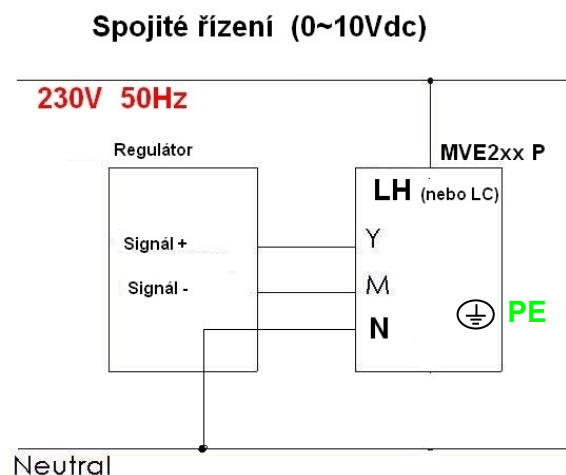 Spojité řízení (0~10Vdc)
230V 50Hz
Regulátor
MVE2xx P
LH (nebo LC)
Signál + Y
Signál - M
N
PE
Neutral